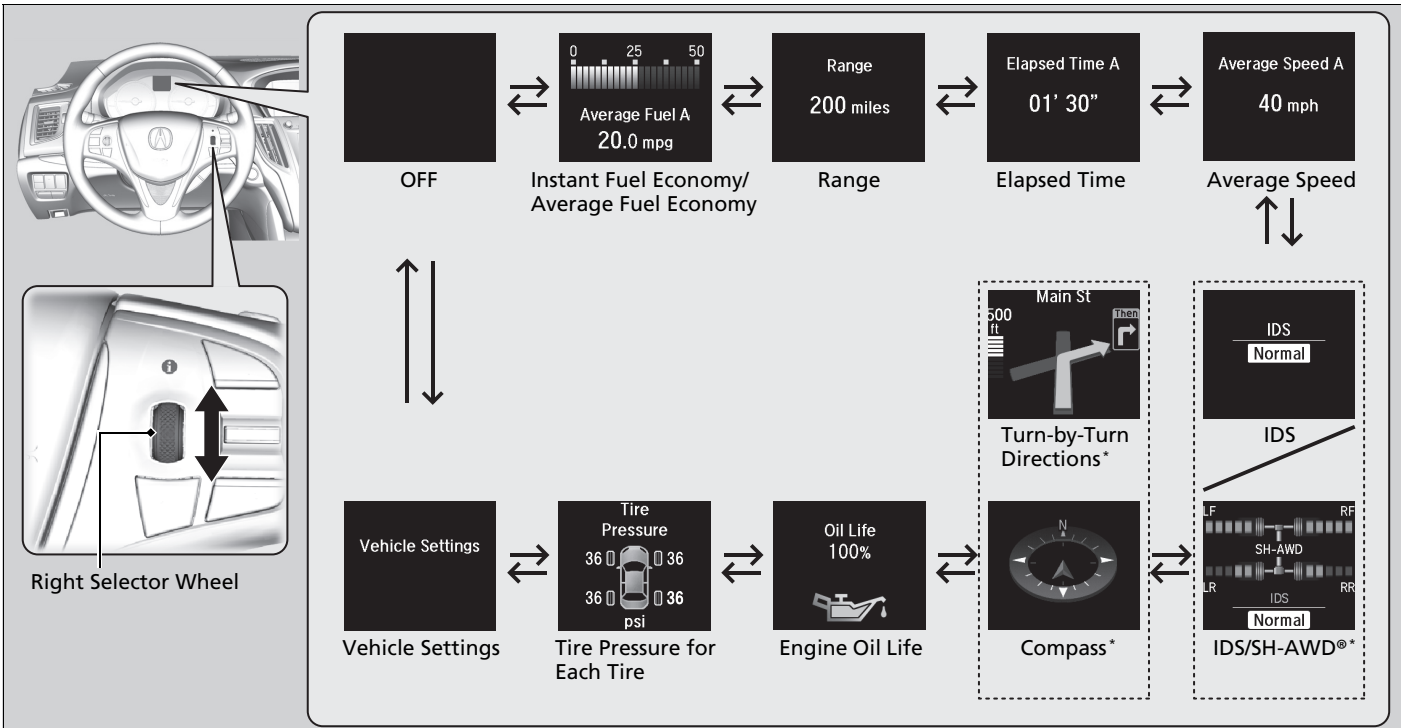 0 25 50
Average Fuel A
20.0 mpg
Range
200 miles
Elapsed Time A
01' 30"
Average Speed A
40 mph
OFF
Instant Fuel Economy/
Average Fuel Economy
Range
Elapsed Time
Average Speed
i
Right Selector Wheel
Main St
500
ft
Then
Turn-by-Turn
Directions*
IDS
Normal
IDS
Vehicle Settings
Vehicle Settings
Tire
Pressure
36 36
36 36
psi
Tire Pressure for
Each Tire
Oil Life
100%
Engine Oil Life
N
Compass*
LF RF
SH-AWD
LR RR
IDS
Normal
IDS/SH-AWD®*